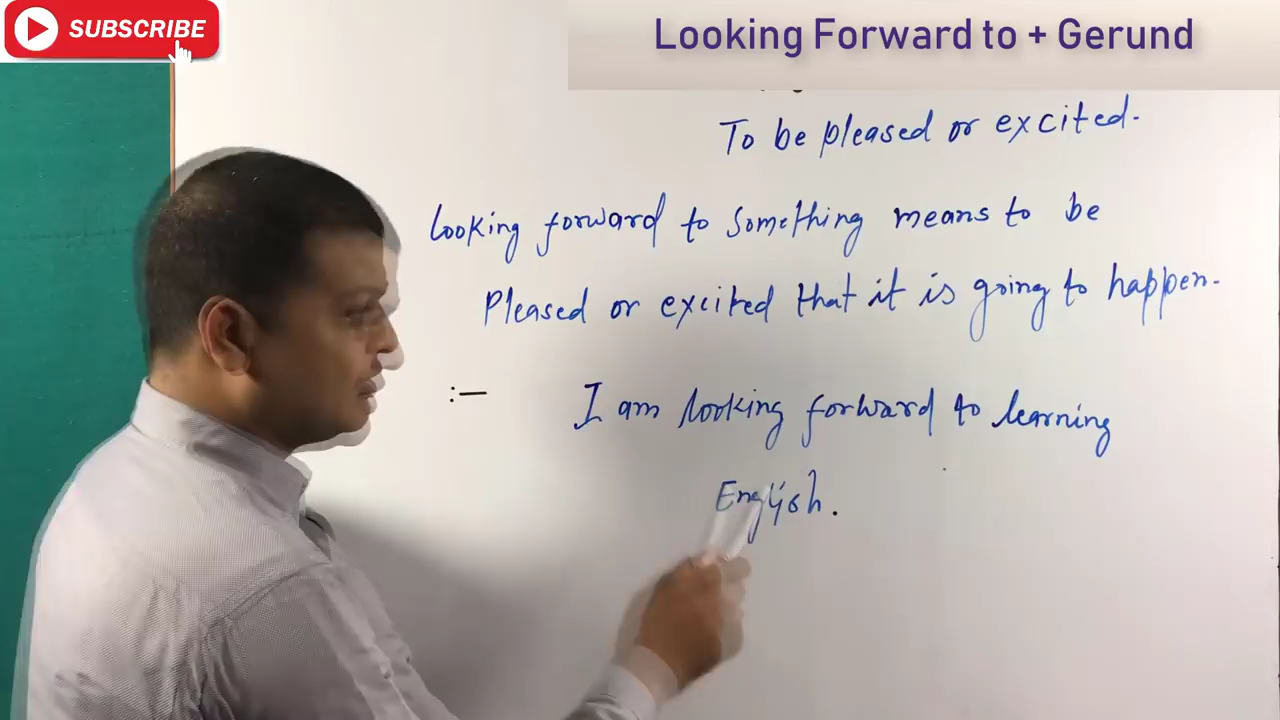 SUBSCRIBE
Looking Forward to + Gerund
To be pleased or excited.
Looking forward to something means to be
Pleased or excited that it is going to happen.
:— I am looking forward to learning
English.